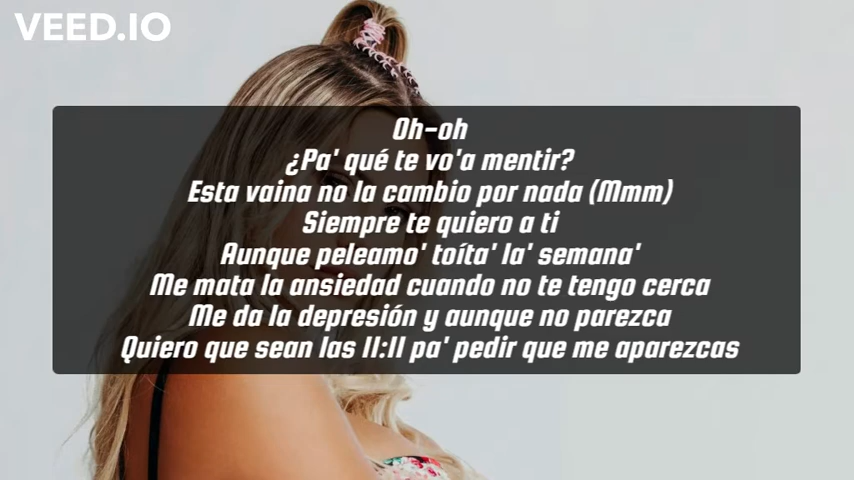 VEED.IO
Oh-oh
¿Pa' qué te vo'a mentir?
Esta vaina no la cambio por nada (Mmm)
Siempre te quiero a ti
Aunque peleamo' toíta' la' semana'
Me mata la ansiedad cuando no te tengo cerca
Me da la depresión y aunque no parezca
Quiero que sean las 11:11 pa' pedir que me aparezcas